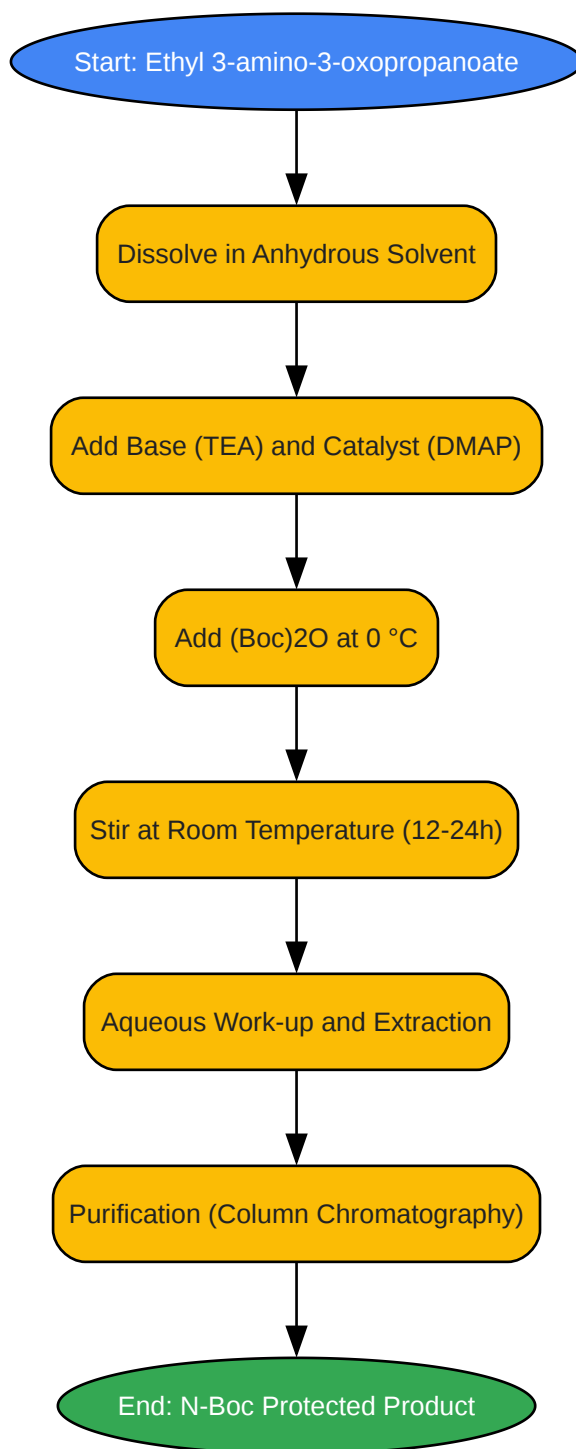 Start: Ethyl 3-amino-3-oxopropanoate
Dissolve in Anhydrous Solvent
Add Base (TEA) and Catalyst (DMAP)
Add (Boc)2O at 0 °C
Stir at Room Temperature (12-24h)
Aqueous Work-up and Extraction
Purification (Column Chromatography)
End: N-Boc Protected Product